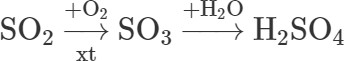 SO₂ →[+O₂][xt] SO₃ →[+H₂O] H₂SO₄